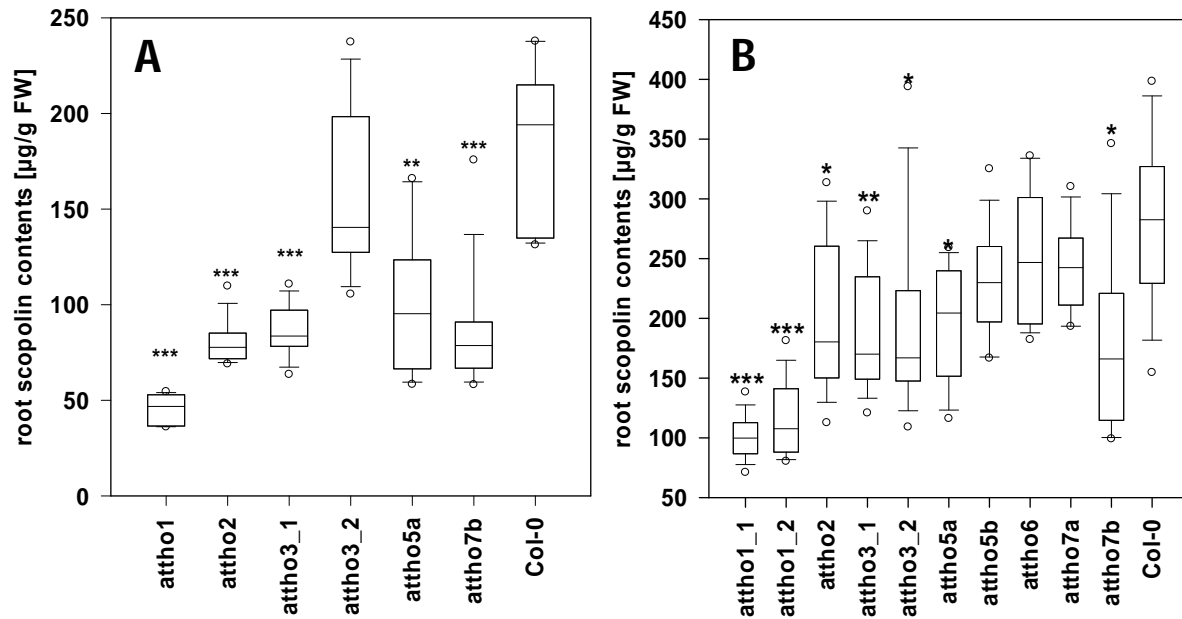 A
root scopolin contents [µg/g FW]
250
200
150
100
50
0
***
***
***
**
***
attho1
attho2
attho3_1
attho3_2
attho5a
attho7b
Col-0
B
root scopolin contents [µg/g FW]
450
400
350
300
250
200
150
100
50
***
***
*
**
*
*
*
attho1_1
attho1_2
attho2
attho3_1
attho3_2
attho5a
attho5b
attho6
attho7a
attho7b
Col-0